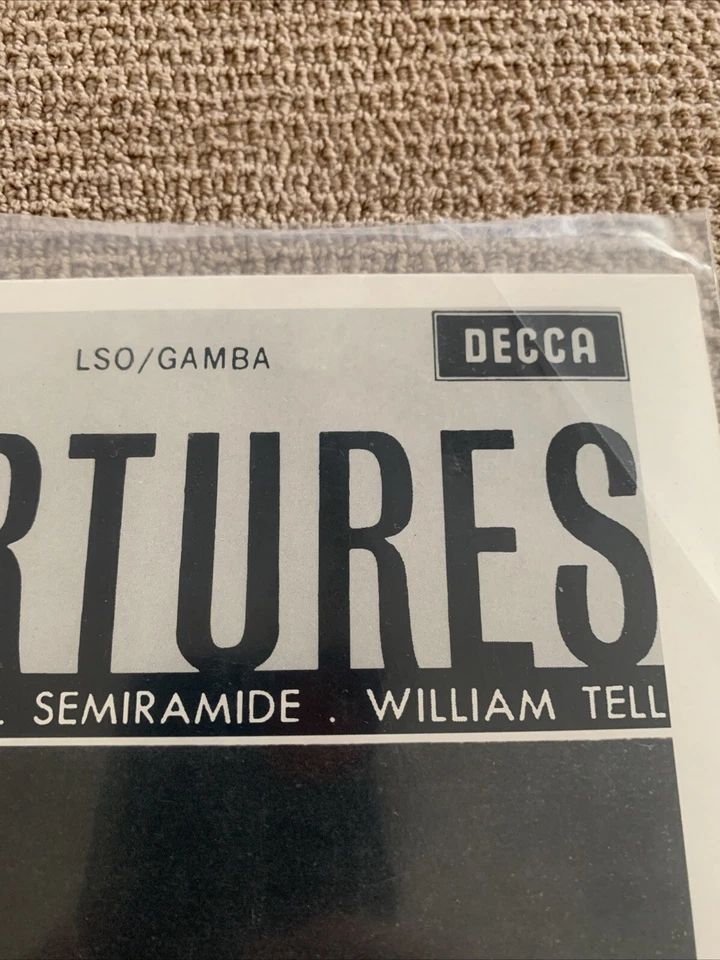 LSO/GAMBA
DECCA
RTURES
. SEMIRAMIDE . WILLIAM TELL